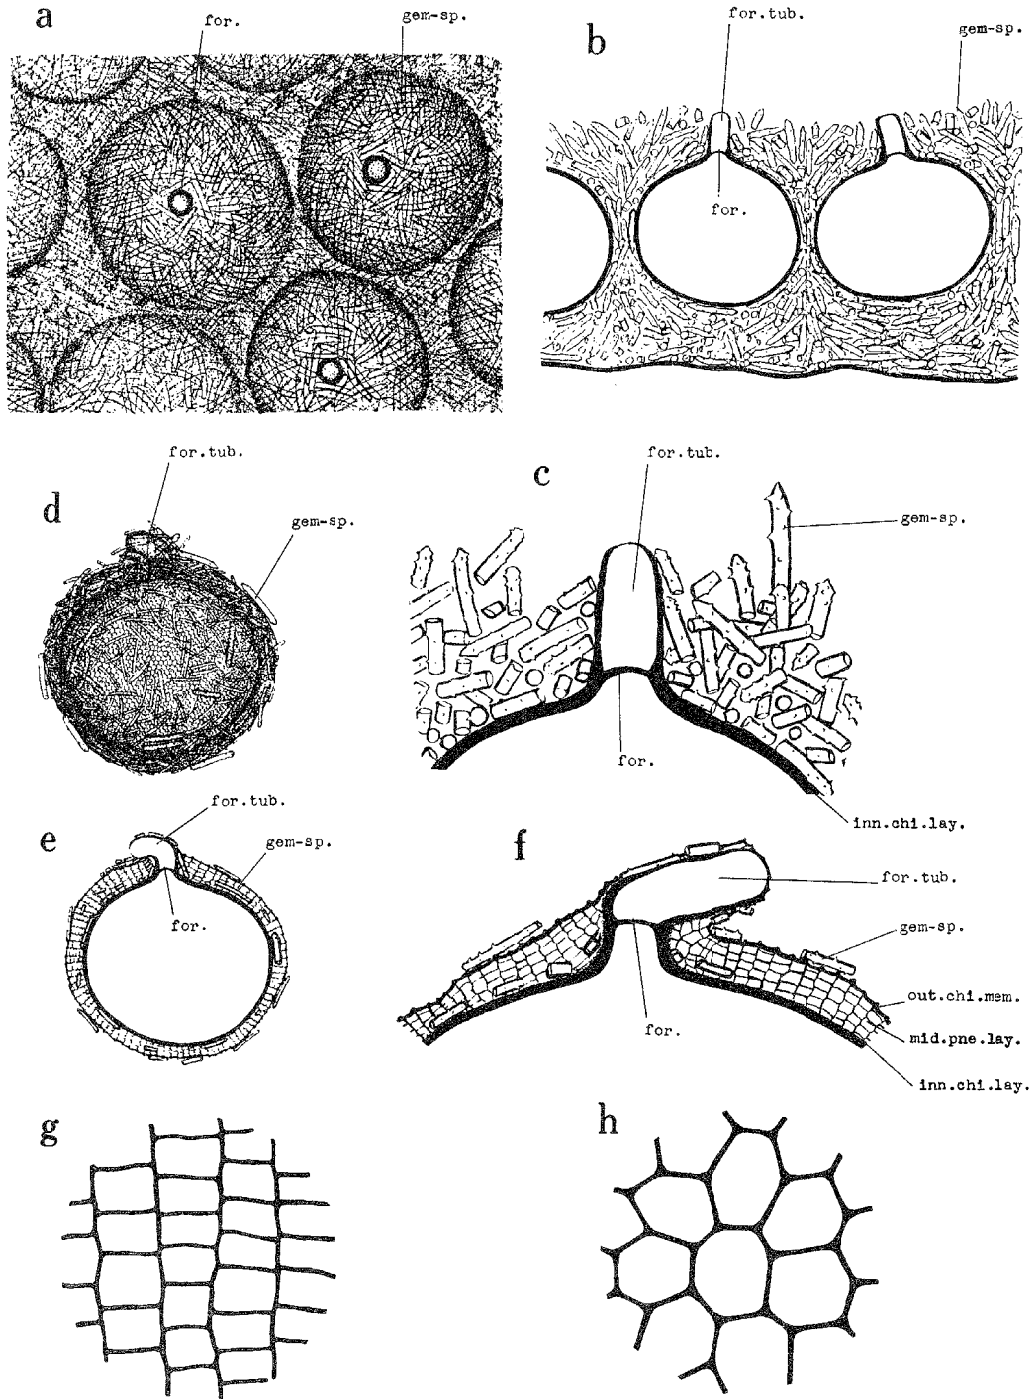 a
for.
gem-sp.
b
for.tub.
gem-sp.
for.
d
for.tub.
gem-sp.
c
for.tub.
gem-sp.
for.
inn.chi.lay.
e
for.tub.
gem-sp.
for.
f
for.tub.
gem-sp.
out.chi.mem.
mid.pne.lay.
inn.chi.lay.
for.
g
h